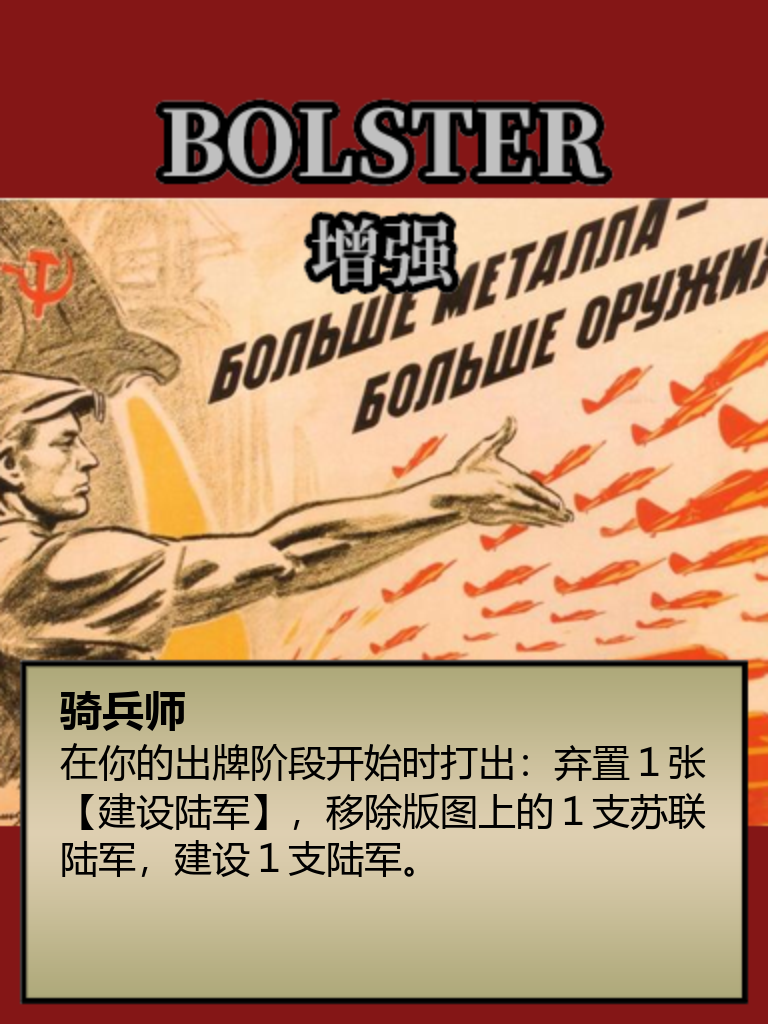 BOLSTER
增强
БОЛЬШЕ МЕТАЛЛА –
БОЛЬШЕ ОРУЖИЯ
骑兵师
在你的出牌阶段开始时打出：弃置１张
【建设陆军】，移除版图上的１支苏联
陆军，建设１支陆军。